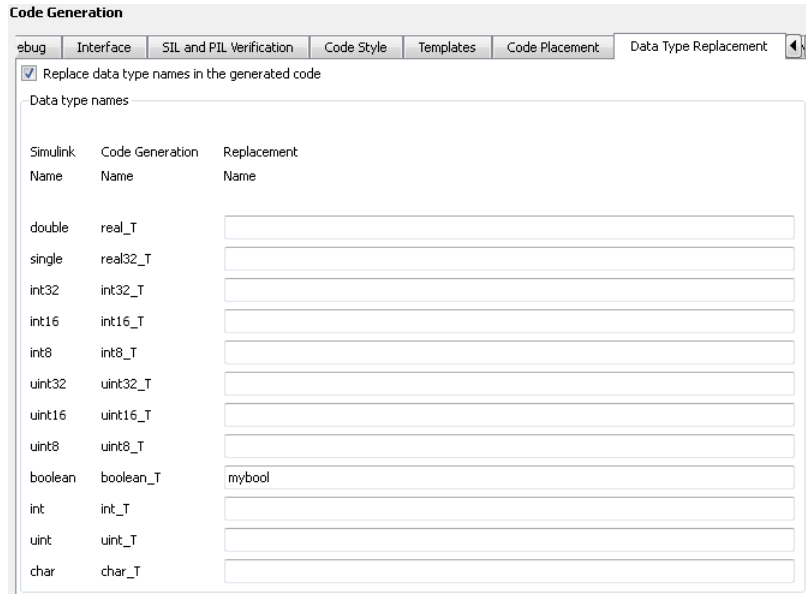 Code Generation
ebug Interface SIL and PIL Verification Code Style Templates Code Placement Data Type Replacement
Replace data type names in the generated code
Data type names
Simulink Code Generation Replacement
Name Name Name
double real_T
single real32_T
int32 int32_T
int16 int16_T
int8 int8_T
uint32 uint32_T
uint16 uint16_T
uint8 uint8_T
boolean boolean_T mybool
int int_T
uint uint_T
char char_T